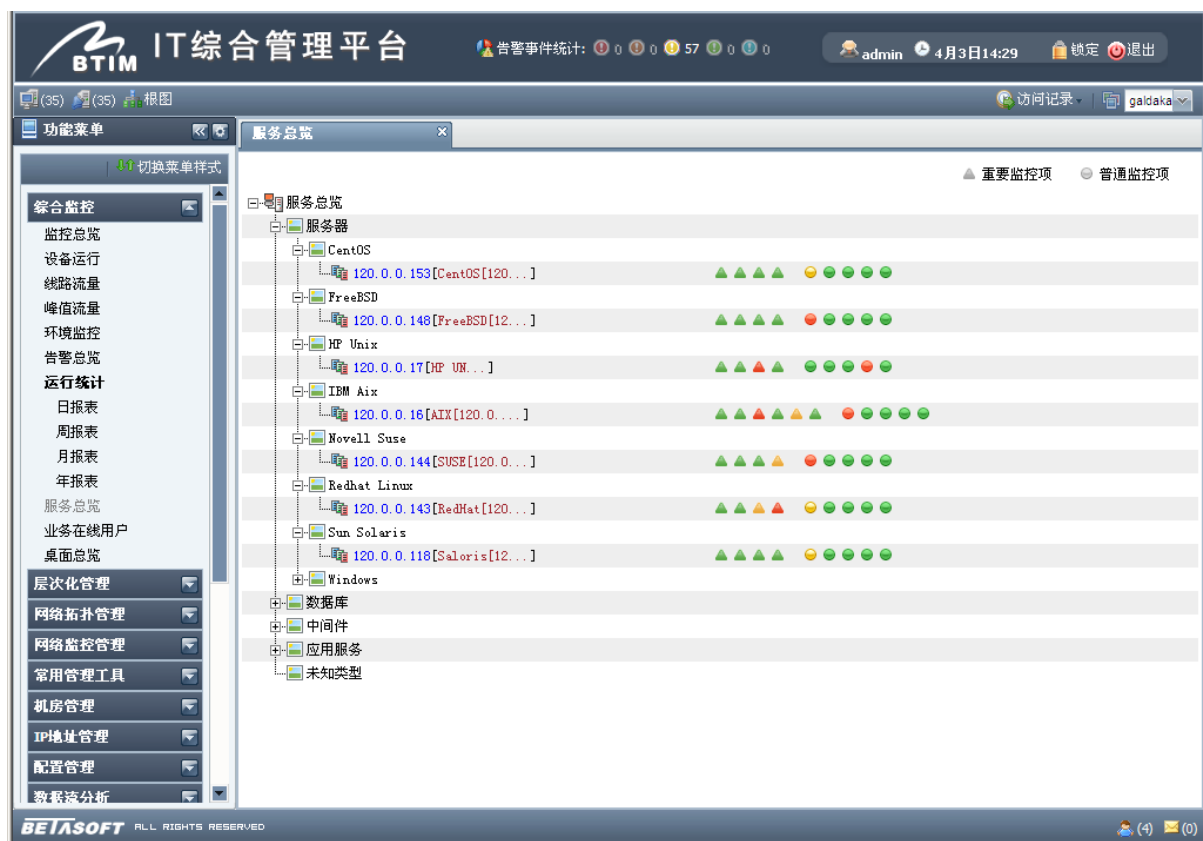 BTIM IT综合管理平台 告警事件统计: 0 0 57 0 0 admin 4月3日14:29 锁定 退出
(35) (35) 根图 访问记录 galdaka
功能菜单
服务总览
切换菜单样式
重要监控项 普通监控项
综合监控
监控总览
设备运行
线路流量
峰值流量
环境监控
告警总览
运行统计
日报表
周报表
月报表
年报表
服务总览
业务在线用户
桌面总览
层次化管理
网络拓扑管理
网络监控管理
常用管理工具
机房管理
IP地址管理
配置管理
数据流分析
服务总览
服务器
CentOS
120.0.0.153[CentOS[120...]
FreeBSD
120.0.0.148[FreeBSD[12...]
HP Unix
120.0.0.17[HP UN...]
IBM Aix
120.0.0.16[AIX[120.0....]
Novell Suse
120.0.0.144[SUSE[120.0...]
Redhat Linux
120.0.0.143[RedHat[120...]
Sun Solaris
120.0.0.118[Saloris[12...]
Windows
数据库
中间件
应用服务
未知类型
BETASOFT ALL RIGHTS RESERVED (4) (0)